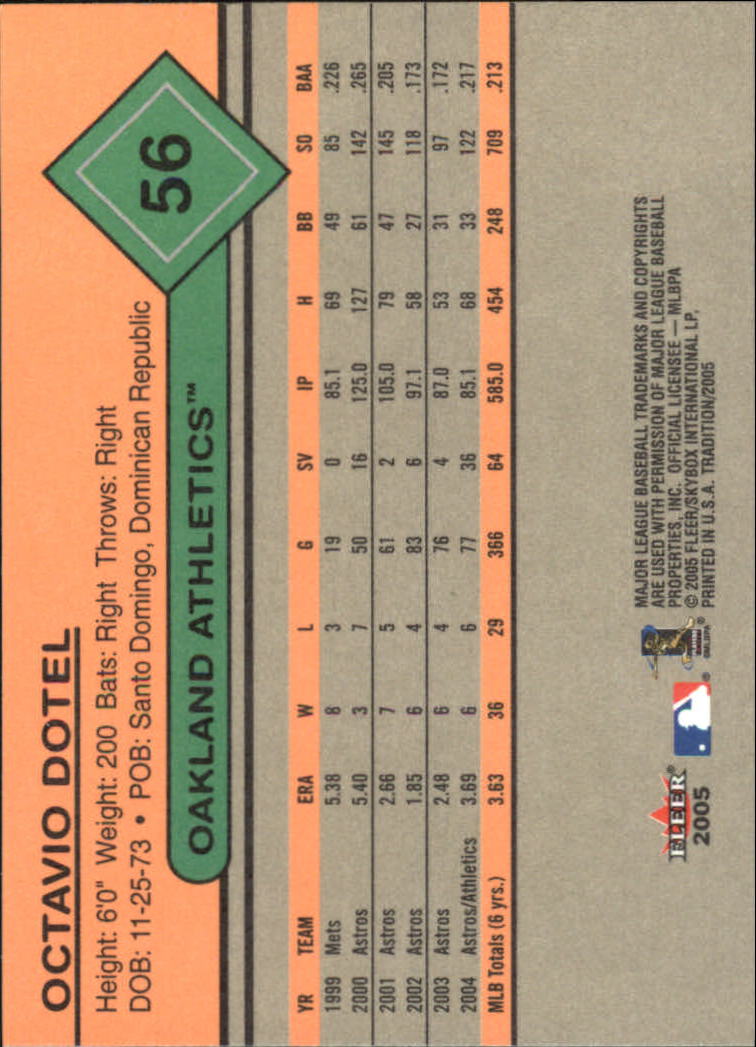 OCTAVIO DOTEL
Height: 6'0" Weight: 200 Bats: Right Throws: Right
DOB: 11-25-73 • POB: Santo Domingo, Dominican Republic
56
OAKLAND ATHLETICS™
YR TEAM ERA W L G SV IP H BB SO BAA
1999 Mets 5.38 8 3 19 0 85.1 69 49 85 .226
2000 Astros 5.40 3 7 50 16 125.0 127 61 142 .265
2001 Astros 2.66 7 5 61 2 105.0 79 47 145 .205
2002 Astros 1.85 6 4 83 6 97.1 58 27 118 .173
2003 Astros 2.48 6 4 76 4 87.0 53 31 97 .172
2004 Astros/Athletics 3.69 6 6 77 36 85.1 68 33 122 .217
MLB Totals (6 yrs.) 3.63 36 29 366 64 585.0 454 248 709 .213
FLEER®
2005
®
®
©MLBPA
MAJOR LEAGUE BASEBALL TRADEMARKS AND COPYRIGHTS
ARE USED WITH PERMISSION OF MAJOR LEAGUE BASEBALL
PROPERTIES, INC. OFFICIAL LICENSEE — MLBPA
© 2005 FLEER/SKYBOX INTERNATIONAL LP,
PRINTED IN U.S.A. TRADITION/2005